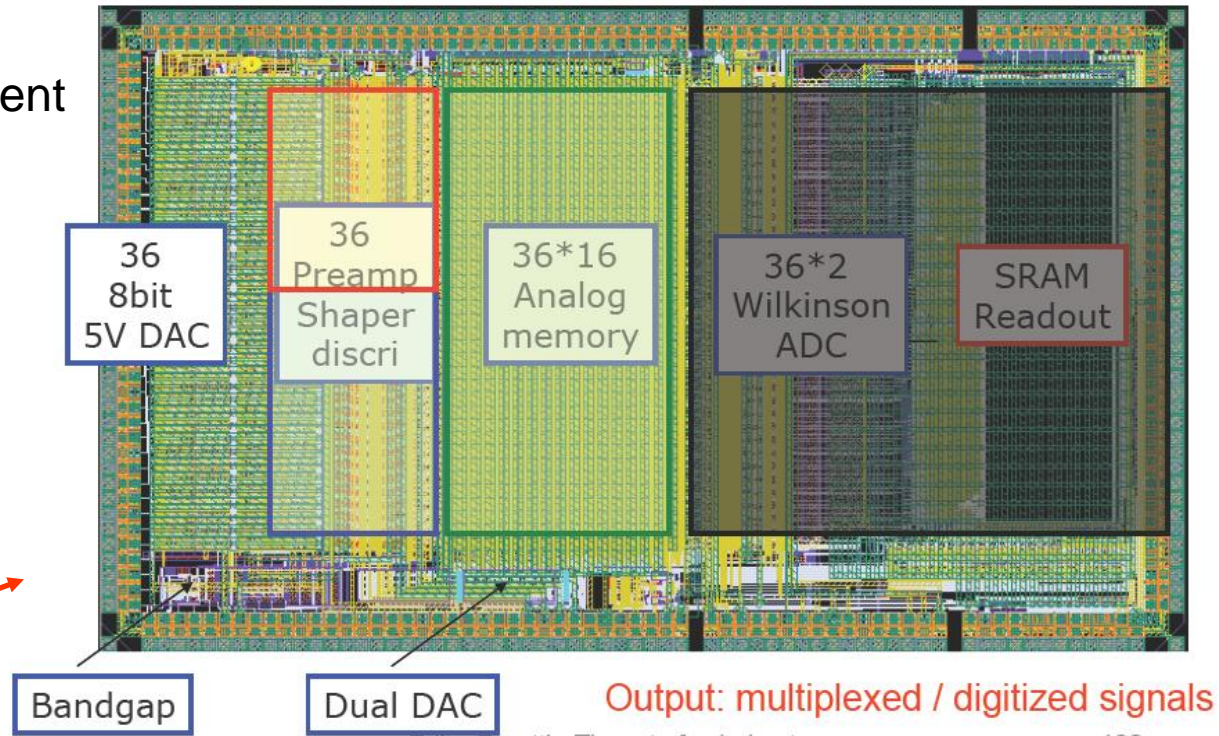 ent
36
8bit
5V DAC
36
Preamp
Shaper
discri
36*16
Analog
memory
36*2
Wilkinson
ADC
SRAM
Readout
Bandgap
Dual DAC
Output: multiplexed / digitized signals